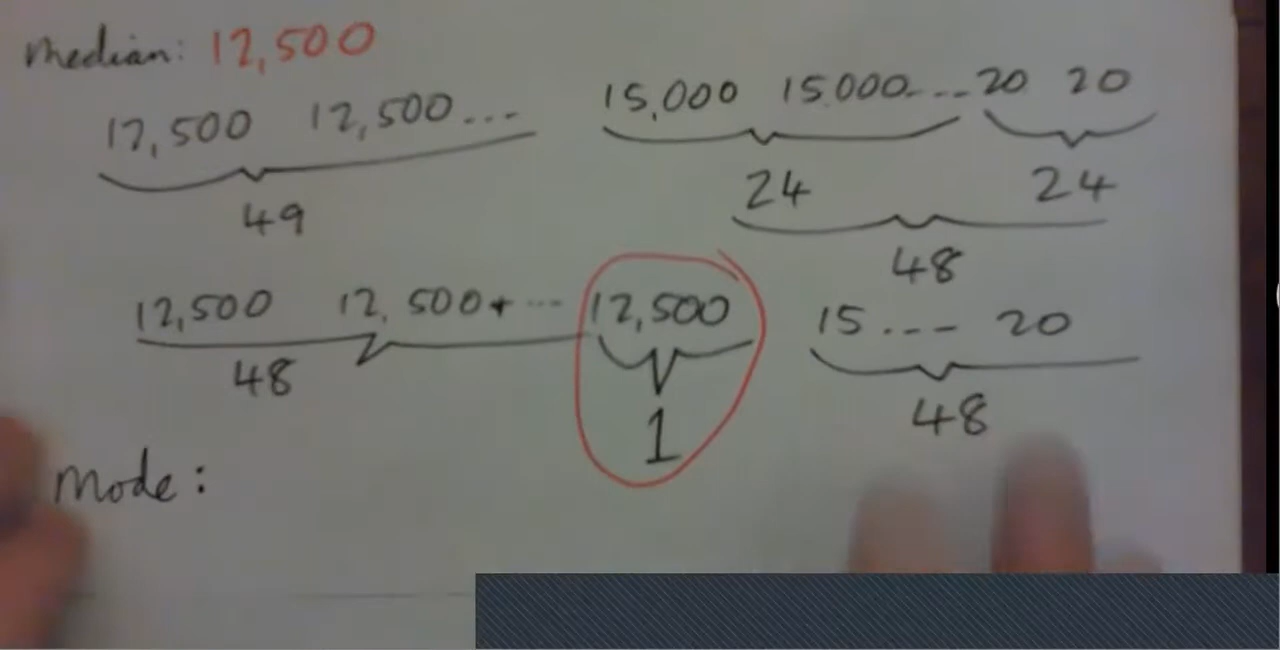 Median: 12,500
12,500 12,500... 15,000 15.000....20 20
49 24 24
48
12,500 12,500+ ... 12,500 15... 20
48 1 48
Mode: